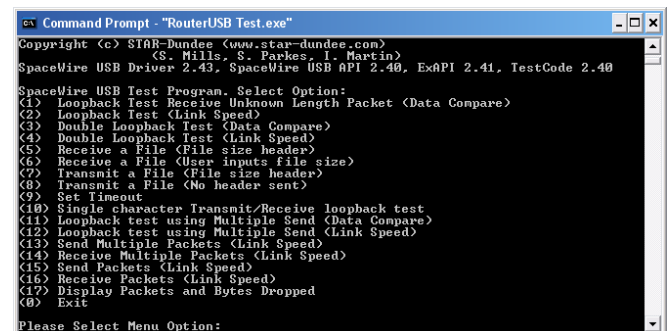 Command Prompt - "RouterUSB Test.exe"
Copyright (c) STAR-Dundee (www.star-dundee.com)
(S. Mills, S. Parkes, I. Martin)
SpaceWire USB Driver 2.43, SpaceWire USB API 2.40, ExAPI 2.41, TestCode 2.40
SpaceWire USB Test Program. Select Option:
(1) Loopback Test Receive Unknown Length Packet (Data Compare)
(2) Loopback Test (Link Speed)
(3) Double Loopback Test (Data Compare)
(4) Double Loopback Test (Link Speed)
(5) Receive a File (File size header)
(6) Receive a File (User inputs file size)
(7) Transmit a File (File size header)
(8) Transmit a File (No header sent)
(9) Set Timeout
(10) Single character Transmit/Receive loopback test
(11) Loopback test using Multiple Send (Data Compare)
(12) Loopback test using Multiple Send (Link Speed)
(13) Send Multiple Packets (Link Speed)
(14) Receive Multiple Packets (Link Speed)
(15) Send Packets (Link Speed)
(16) Receive Packets (Link Speed)
(17) Display Packets and Bytes Dropped
(0) Exit
Please Select Menu Option: